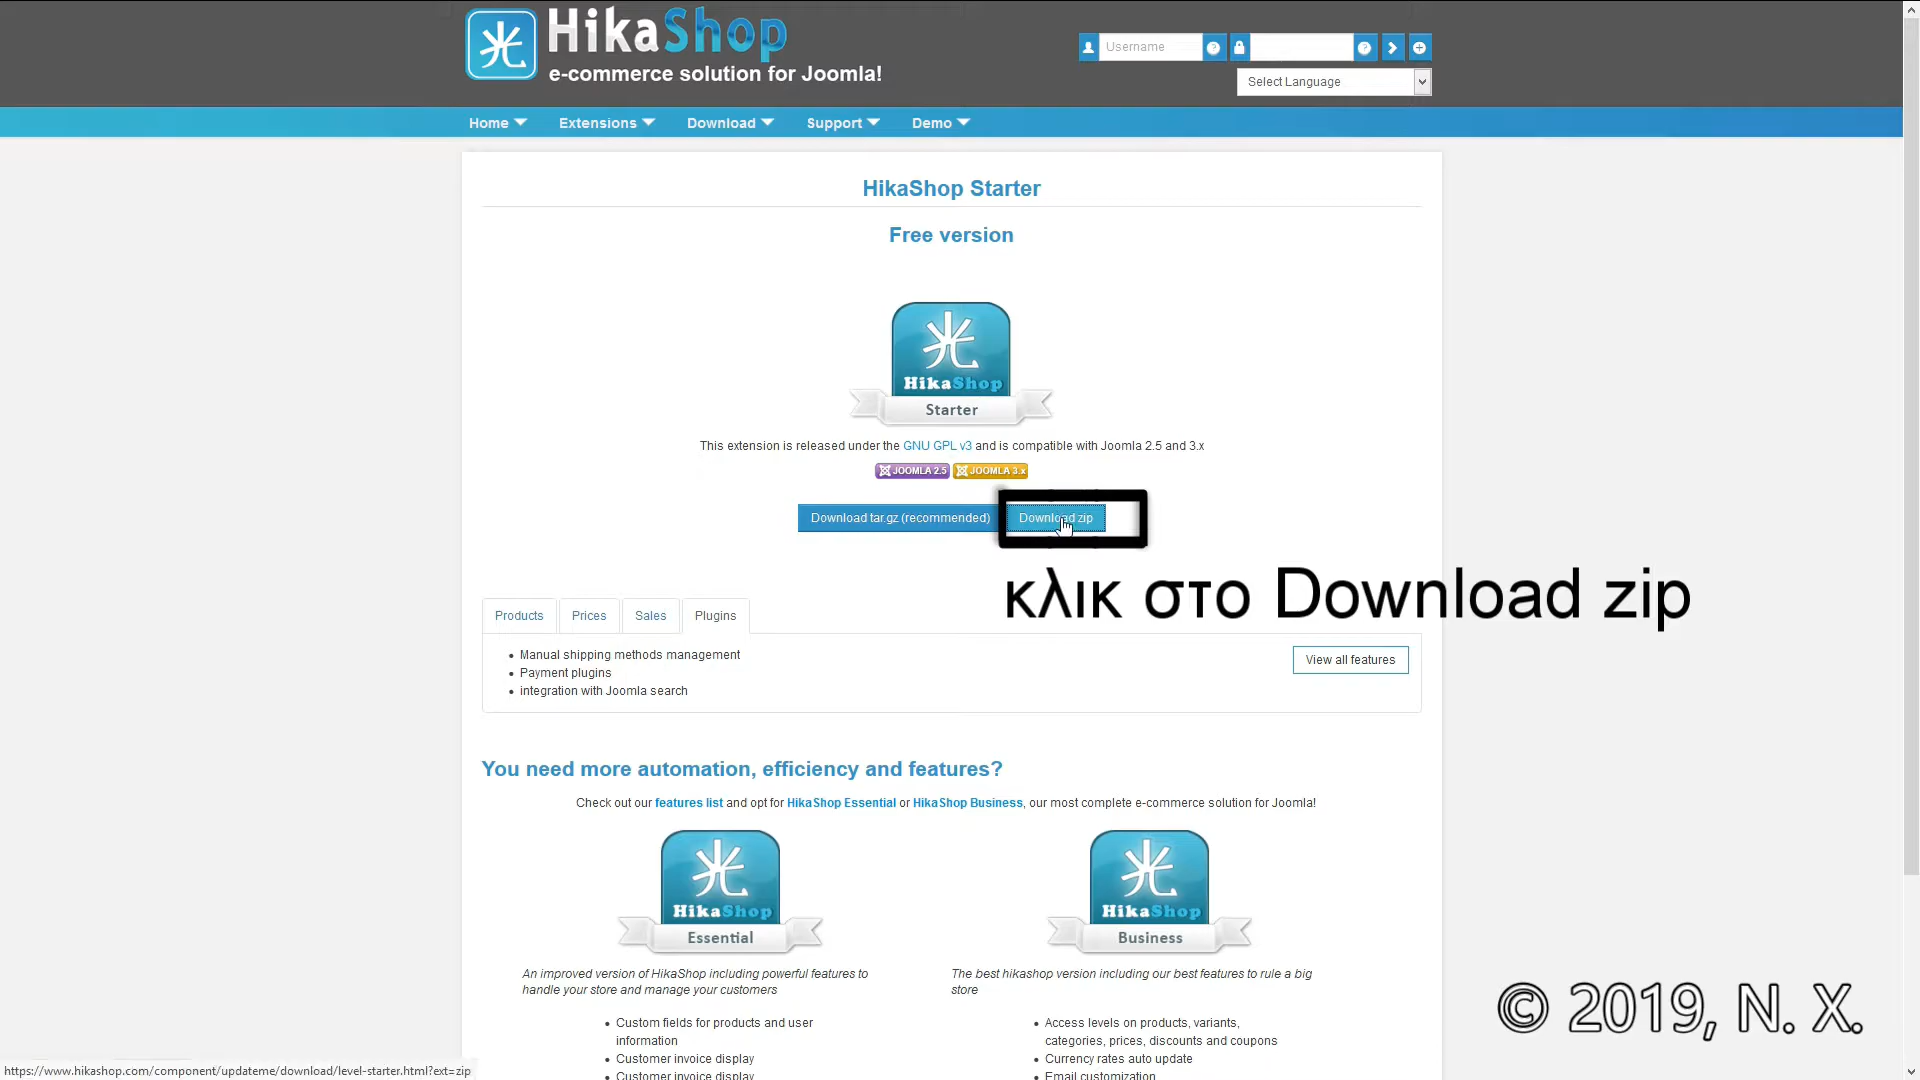 光 HikaShop
e-commerce solution for Joomla!
Username
Select Language
Home Extensions Download Support Demo
HikaShop Starter
Free version
光
HikaShop
Starter
This extension is released under the GNU GPL v3 and is compatible with Joomla 2.5 and 3.x
JOOMLA 2.5 JOOMLA 3.x
Download tar.gz (recommended) Download zip
κλικ στο Download zip
Products Prices Sales Plugins
Manual shipping methods management
Payment plugins
integration with Joomla search
View all features
You need more automation, efficiency and features?
Check out our features list and opt for HikaShop Essential or HikaShop Business, our most complete e-commerce solution for Joomla!
光
HikaShop
Essential
An improved version of HikaShop including powerful features to
handle your store and manage your customers
Custom fields for products and user
information
Customer invoice display
Customer invoice display
光
HikaShop
Business
The best hikashop version including our best features to rule a big
store
Access levels on products, variants,
categories, prices, discounts and coupons
Currency rates auto update
Email customization
© 2019, N. X.
https://www.hikashop.com/component/updateme/download/level-starter.html?ext=zip